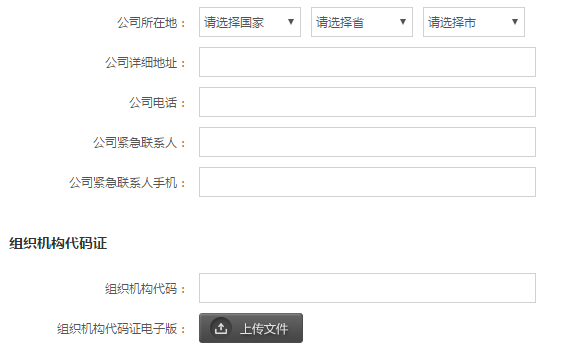 公司所在地： 请选择国家 ▼ 请选择省 ▼ 请选择市 ▼
公司详细地址：
公司电话：
公司紧急联系人：
公司紧急联系人手机：
组织机构代码证
组织机构代码：
组织机构代码证电子版： 上传文件